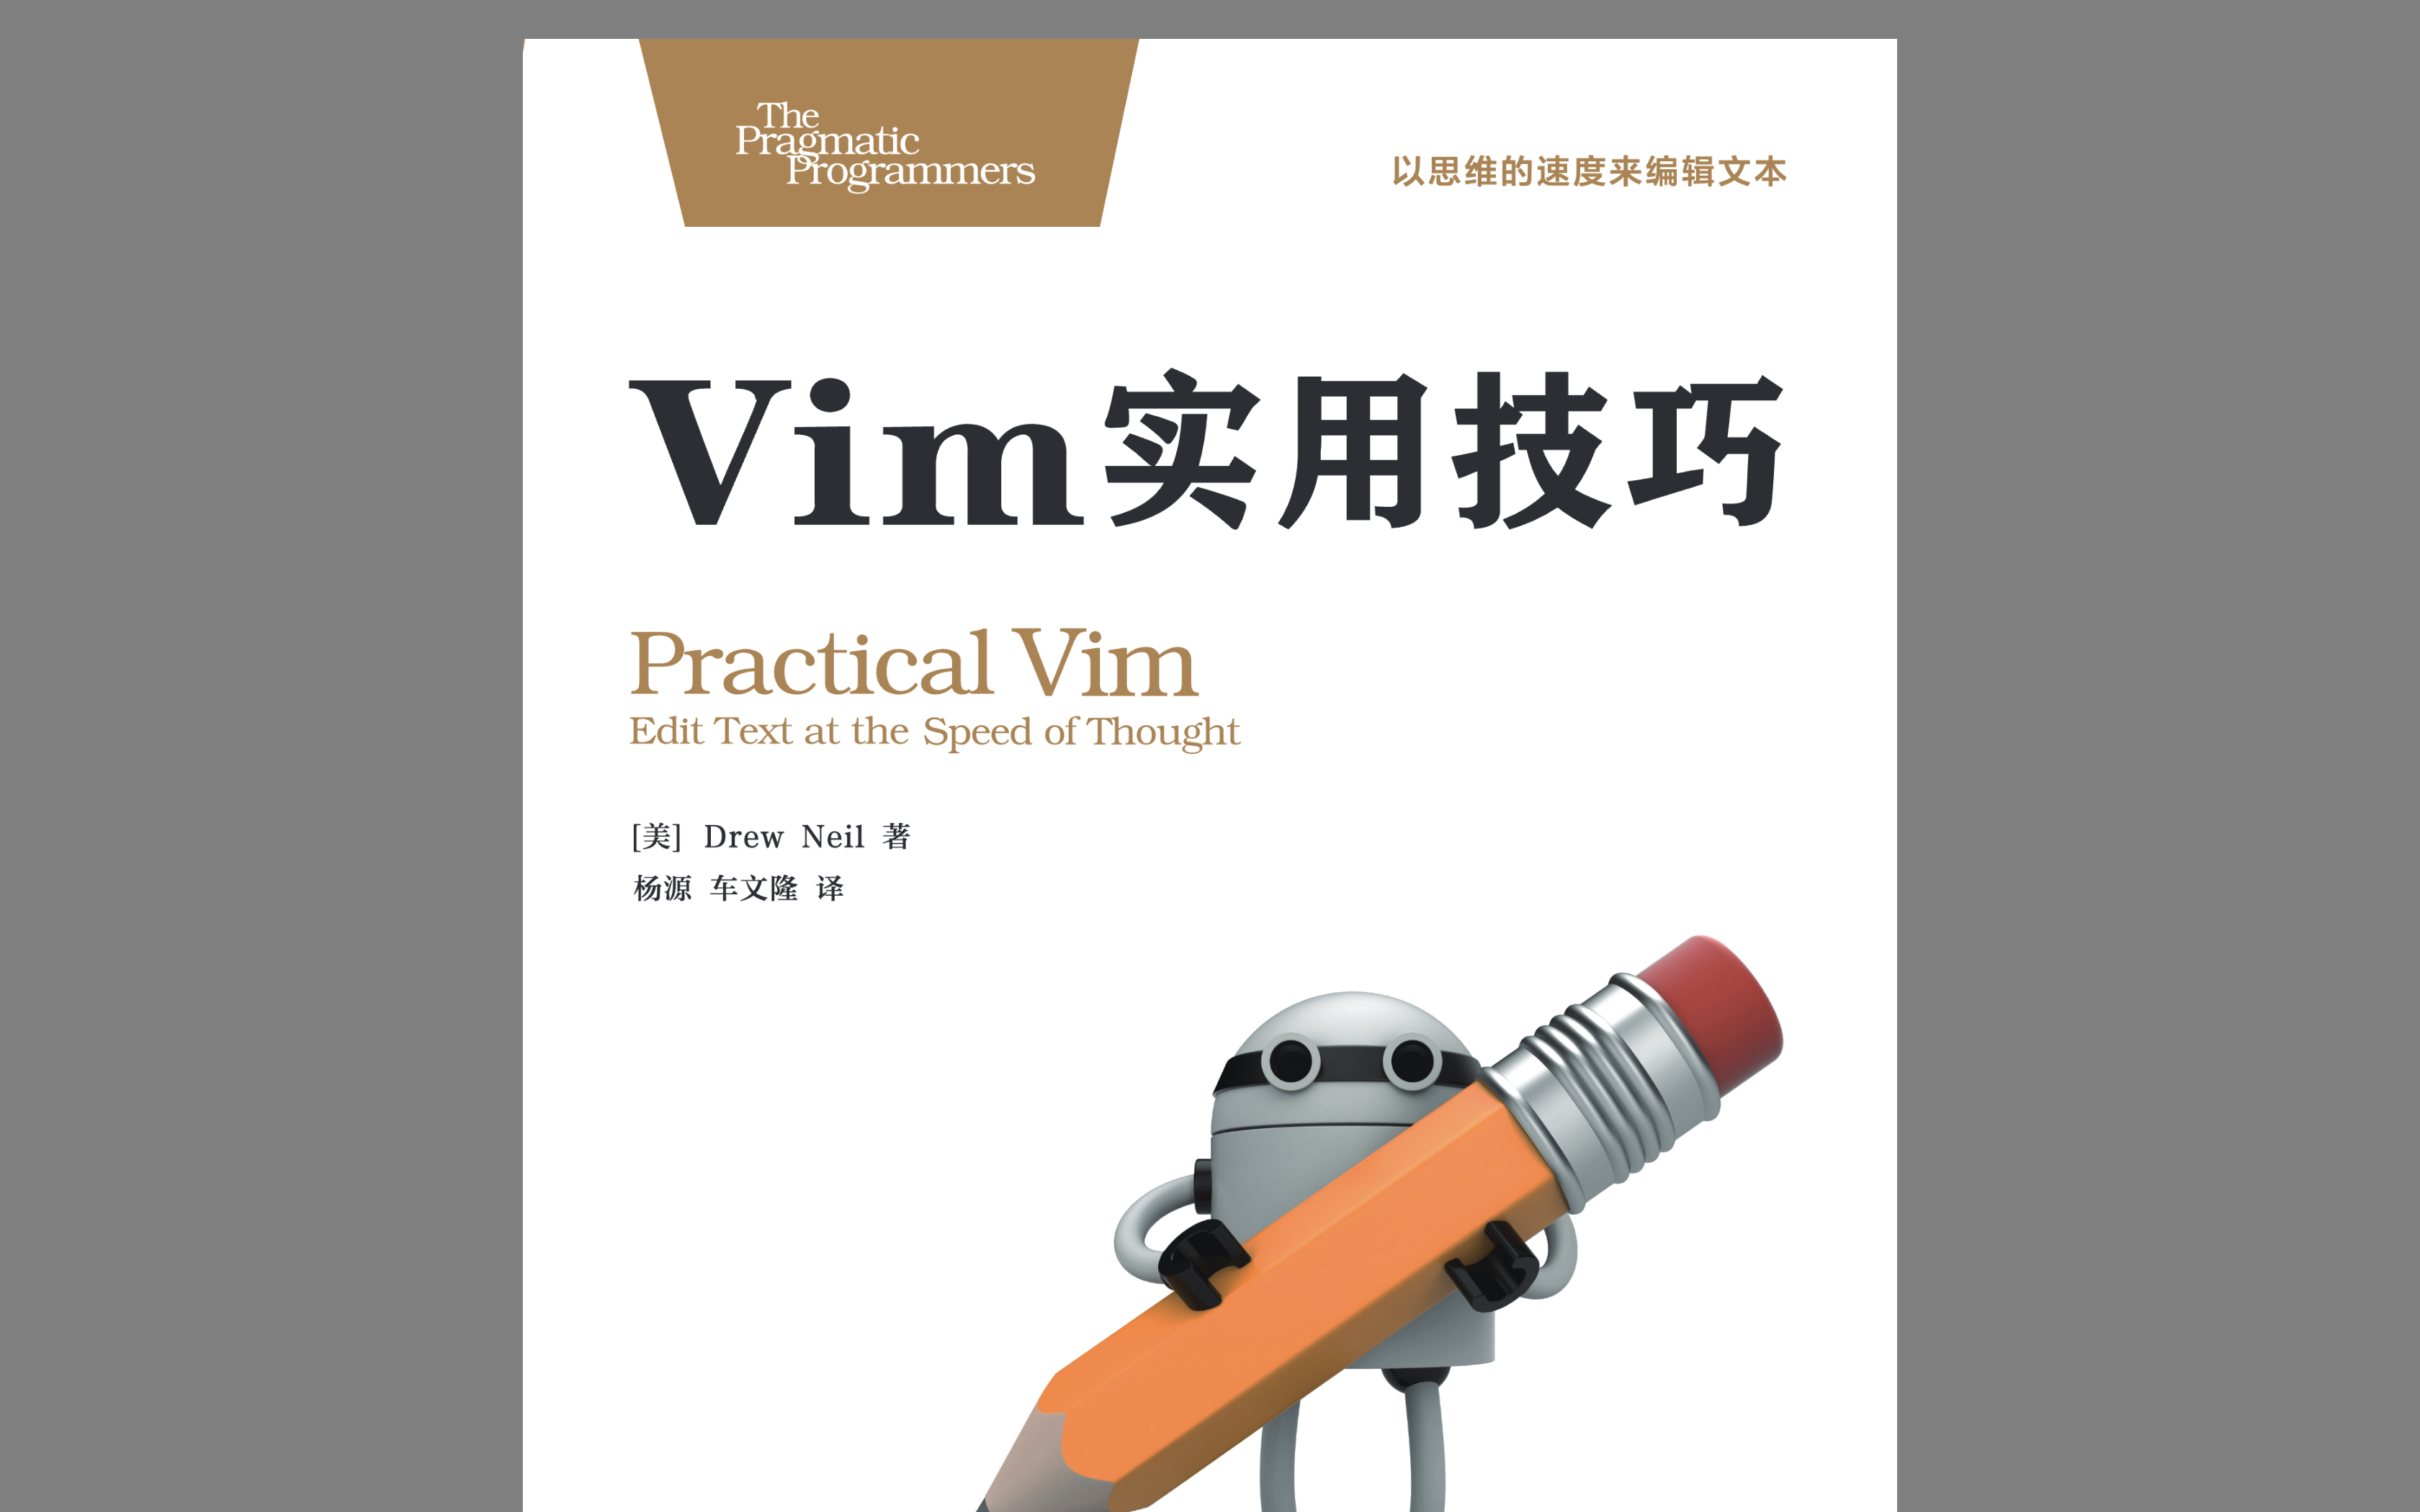 The
Pragmatic
Programmers
以思维的速度来编辑文本
Vim实用技巧
Practical Vim
Edit Text at the Speed of Thought
[美] Drew Neil 著
杨源 车文隆 译